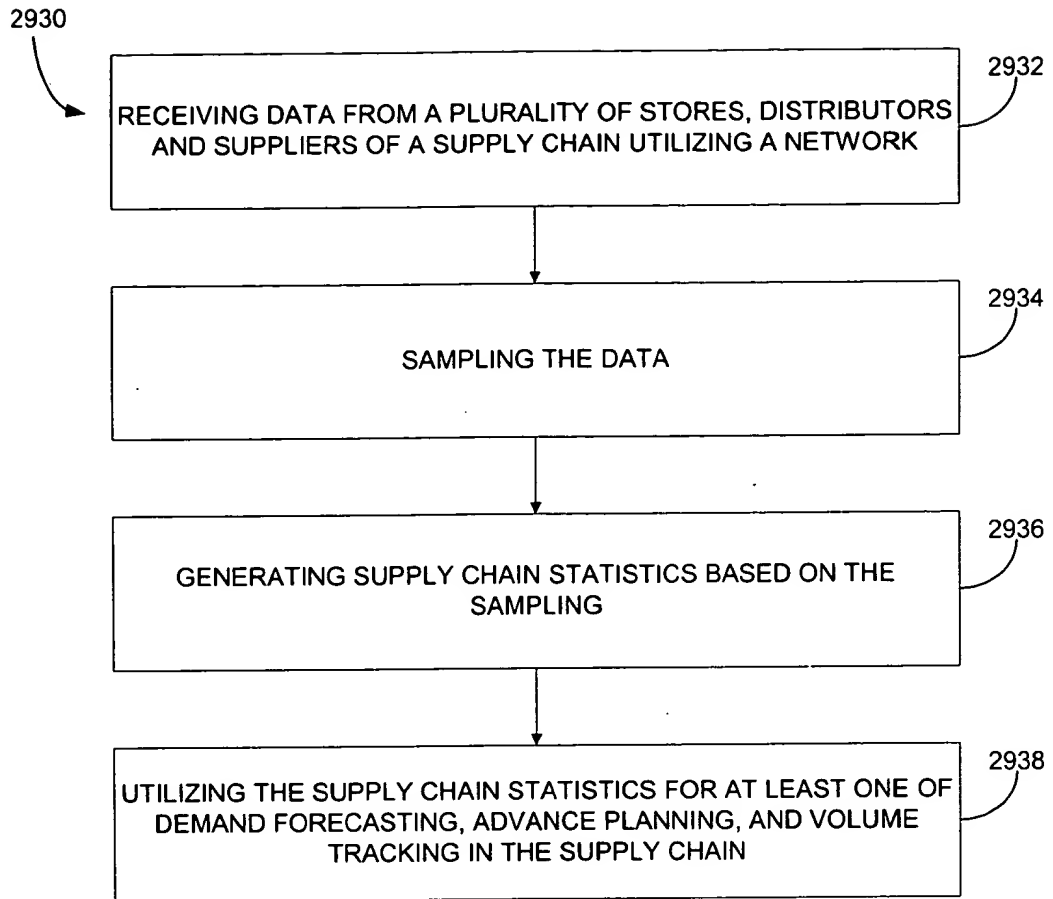 2930
2932
RECEIVING DATA FROM A PLURALITY OF STORES, DISTRIBUTORS
AND SUPPLIERS OF A SUPPLY CHAIN UTILIZING A NETWORK
2934
SAMPLING THE DATA
2936
GENERATING SUPPLY CHAIN STATISTICS BASED ON THE
SAMPLING
2938
UTILIZING THE SUPPLY CHAIN STATISTICS FOR AT LEAST ONE OF
DEMAND FORECASTING, ADVANCE PLANNING, AND VOLUME
TRACKING IN THE SUPPLY CHAIN